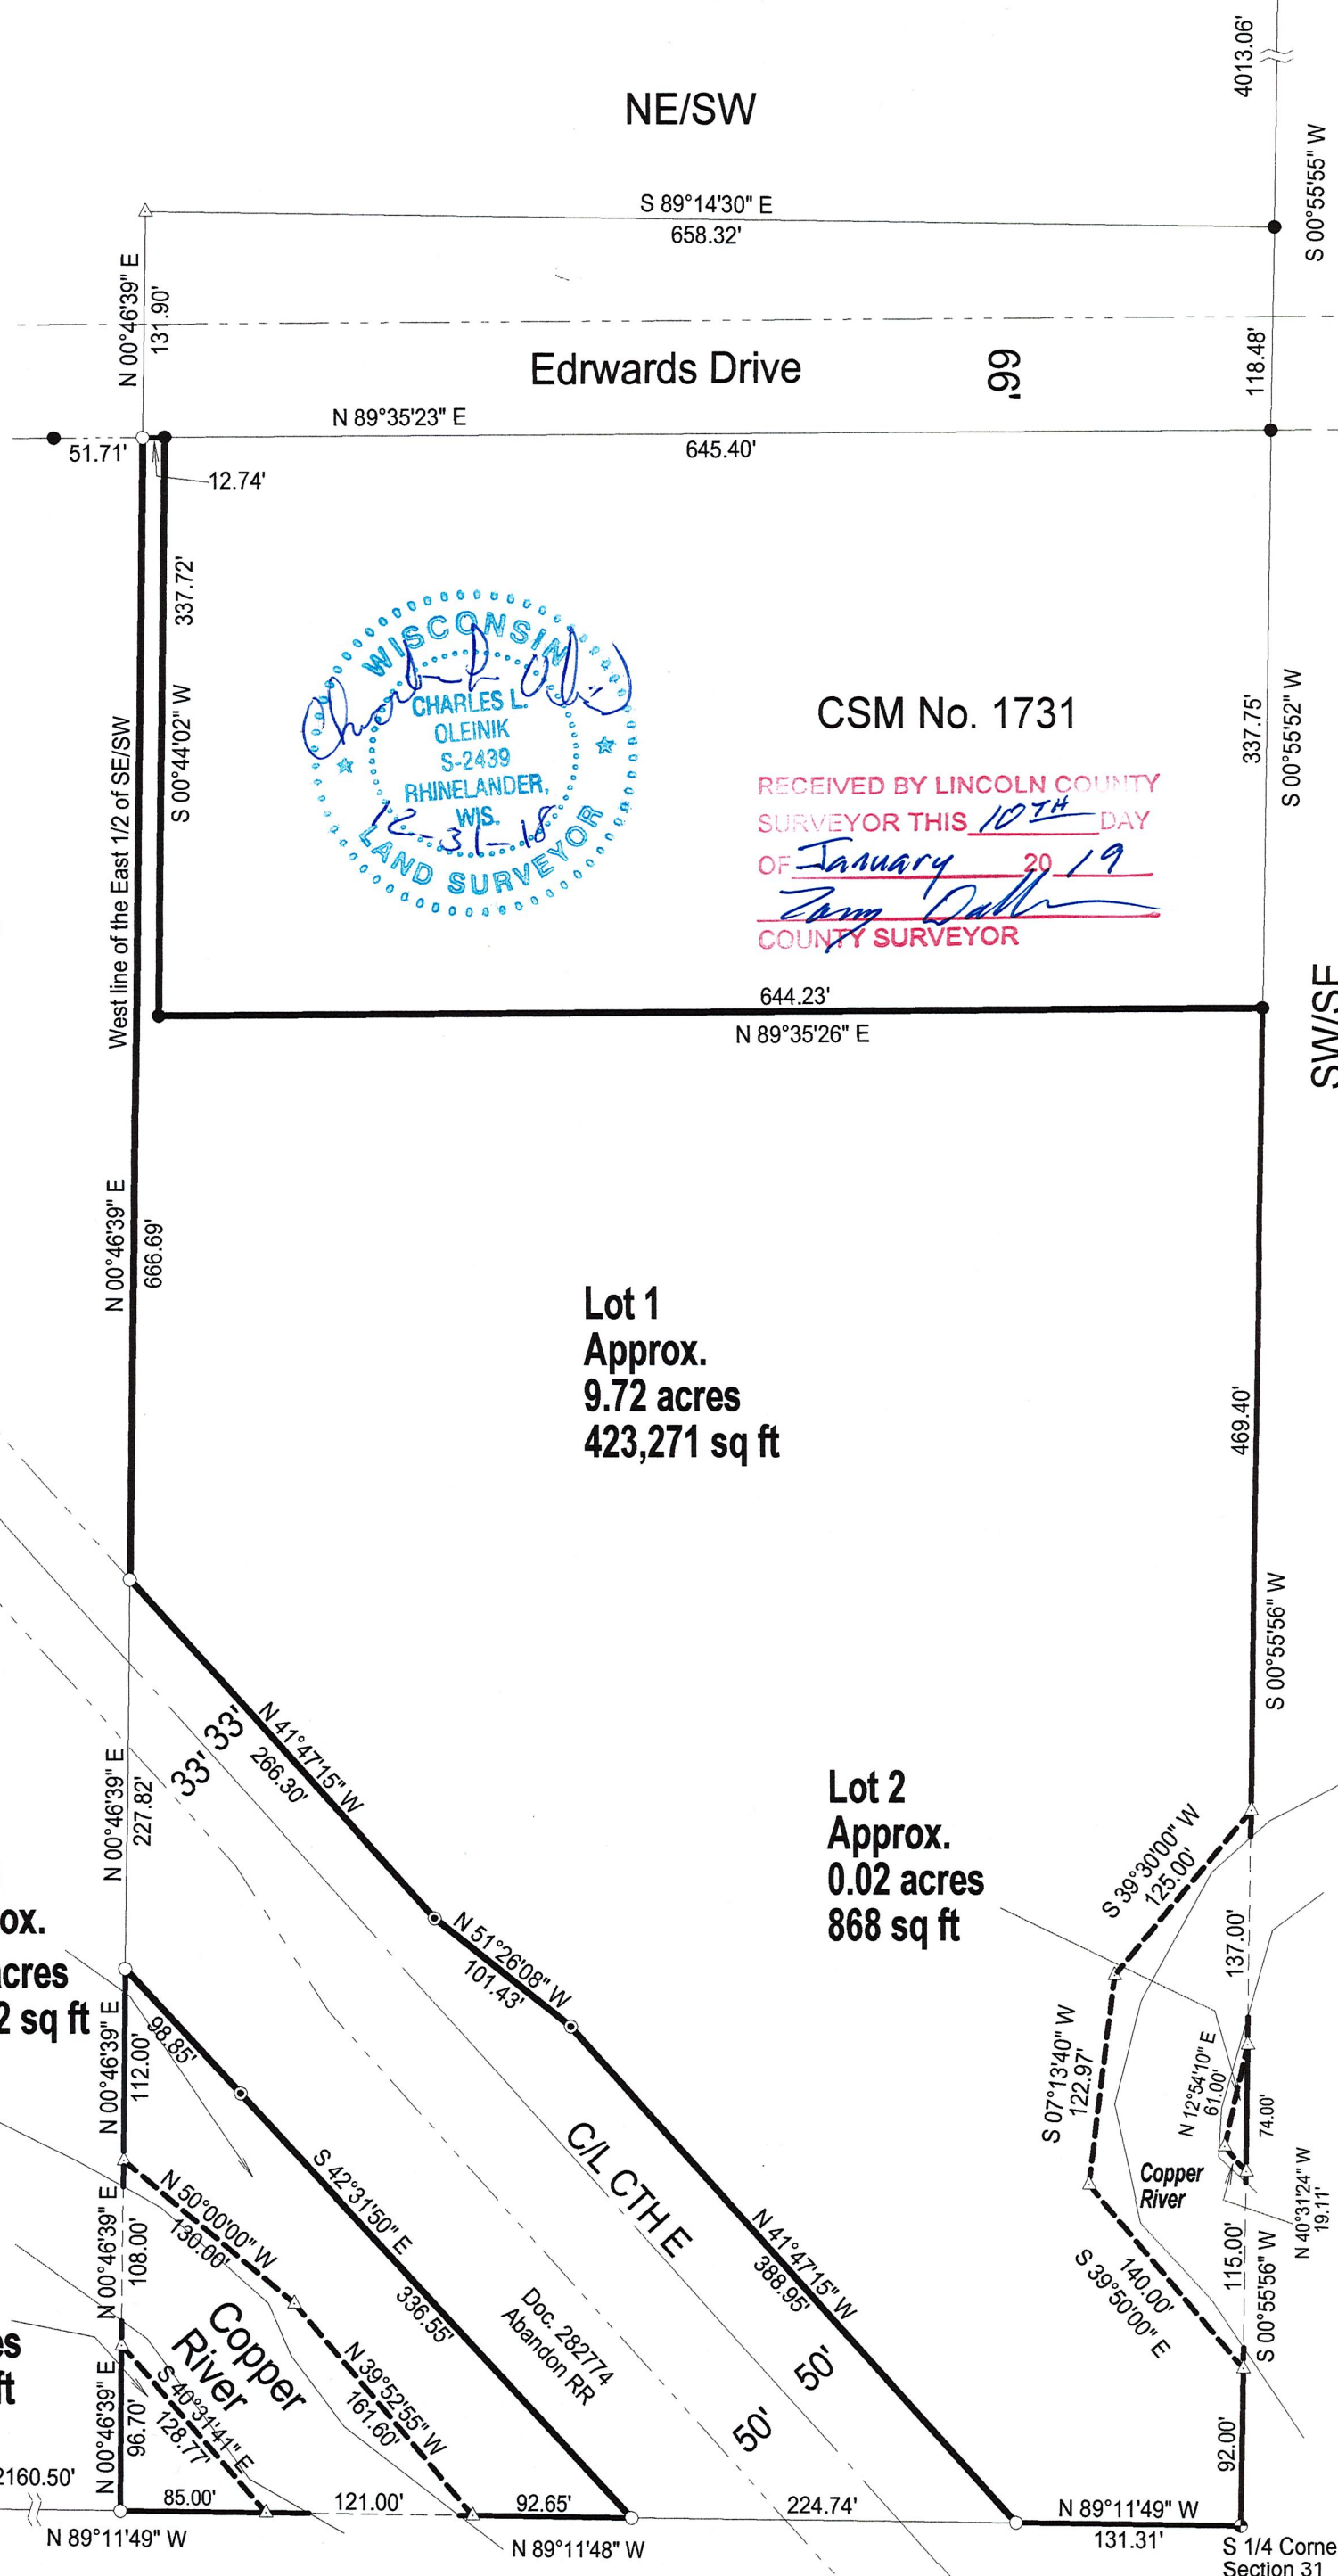 4013.06'
NE/SW
S 00°55'55" W
S 89°14'30" E
658.32'
N 00°46'39" E
131.90'
Edrwards Drive
66'
118.48'
N 89°35'23" E
51.71'
645.40'
12.74'
337.72'
S 00°44'02" W
West line of the East 1/2 of SE/SW
WISCONSIN
CHARLES L.
OLEINIK
S-2439
RHINELANDER,
WIS.
12-31-18
LAND SURVEYOR
CSM No. 1731
337.75'
S 00°55'52" W
RECEIVED BY LINCOLN COUNTY
SURVEYOR THIS 10TH DAY
OF January 20 19
COUNTY SURVEYOR
644.23'
N 89°35'26" E
SW/SE
N 00°46'39" E
666.69'
Lot 1
Approx.
9.72 acres
423,271 sq ft
469.40'
S 00°55'56" W
N 41°47'15" W
266.30'
33'
33'
N 00°46'39" E
227.82'
Lot 2
Approx.
0.02 acres
868 sq ft
S 39°30'00" W
125.00'
137.00'
ox.
acres
2 sq ft
N 51°26'08" W
101.43'
N 00°46'39" E
112.00'
98.85'
S 07°13'40" W
122.97'
N 12°54'10" E
61.00'
74.00'
Copper
River
N 40°31'24" W
19.11'
S 42°31'50" E
336.55'
C/L CTH E
N 41°47'15" W
388.95'
N 50°00'00" W
130.00'
N 00°46'39" E
108.00'
140.00'
S 39°50'00" E
115.00'
S 00°55'56" W
Copper
River
Doc. 282774
Abandon RR
50'
50'
es
ft
N 00°46'39" E
96.70'
S 40°31'41" E
128.77'
N 39°52'55" W
161.60'
92.00'
2160.50'
85.00'
121.00'
92.65'
224.74'
N 89°11'49" W
131.31'
N 89°11'49" W
N 89°11'48" W
S 1/4 Corne
Section 31